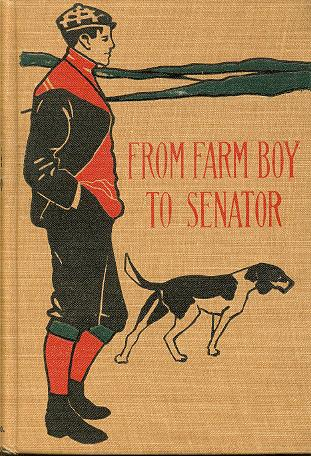 FROM FARM BOY
TO SENATOR